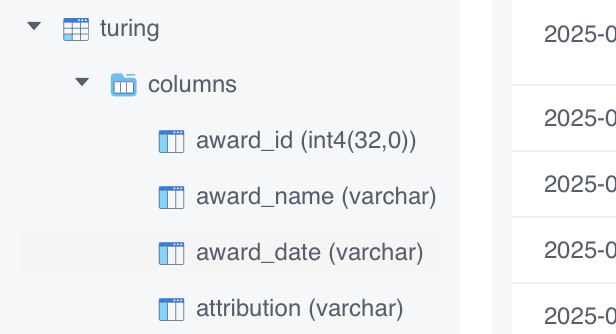 turing
columns
award_id (int4(32,0))
award_name (varchar)
award_date (varchar)
attribution (varchar)
2025-0
2025-0
2025-0
2025-0
2025-0